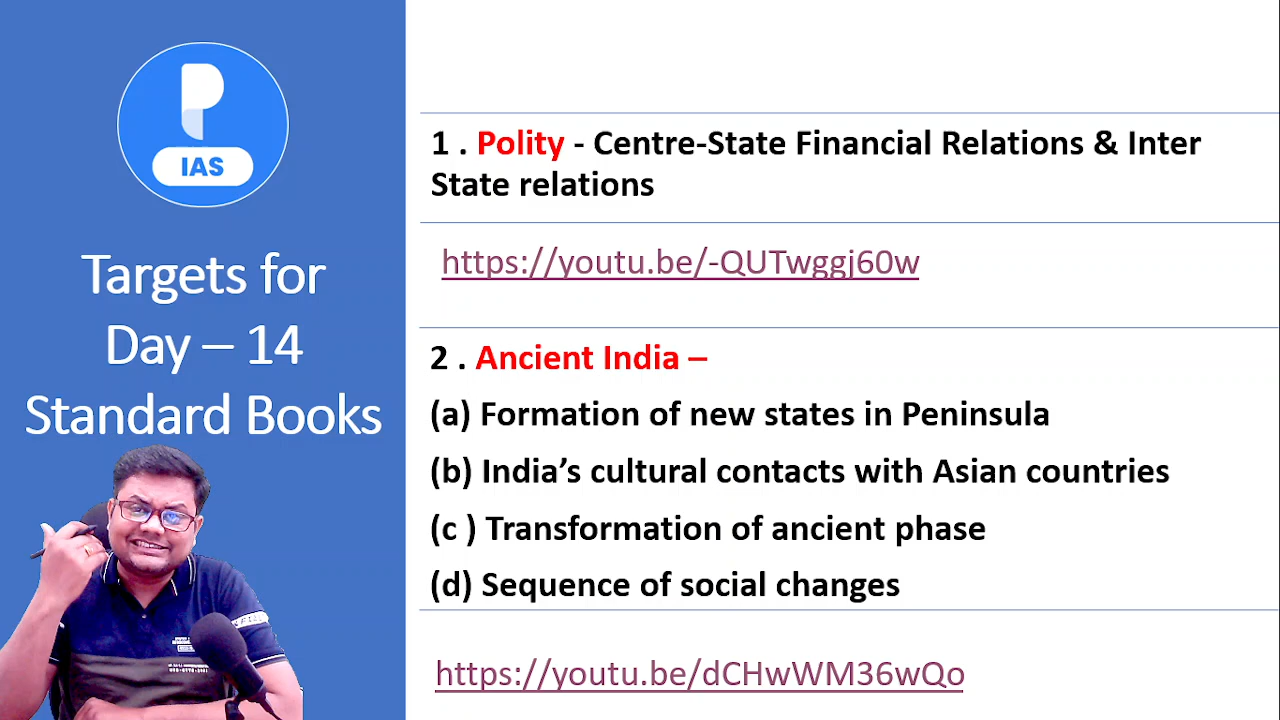 P
IAS
Targets for
Day – 14
Standard Books
1 . Polity - Centre-State Financial Relations & Inter
State relations
https://youtu.be/-QUTwggj60w
2 . Ancient India –
(a) Formation of new states in Peninsula
(b) India’s cultural contacts with Asian countries
(c ) Transformation of ancient phase
(d) Sequence of social changes
https://youtu.be/dCHwWM36wQo